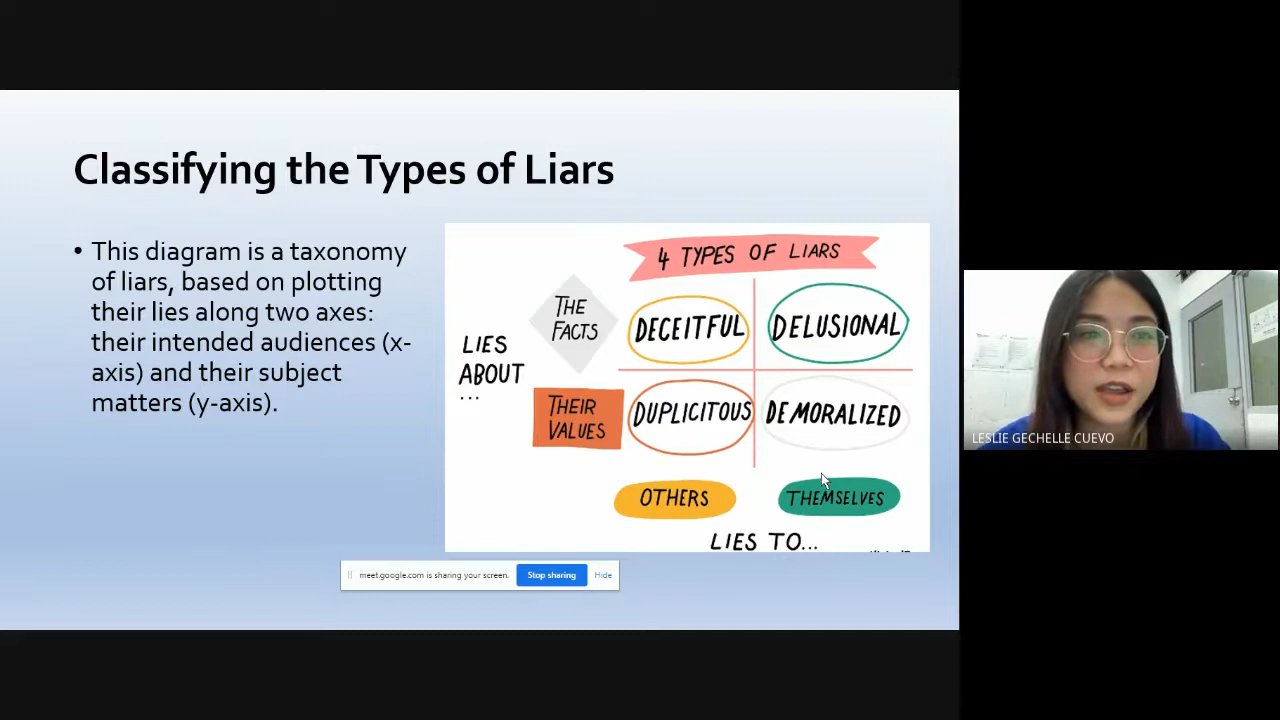 Classifying the Types of Liars
• This diagram is a taxonomy
of liars, based on plotting
their lies along two axes:
their intended audiences (x-
axis) and their subject
matters (y-axis).
4 TYPES OF LIARS
THE
FACTS
DECEITFUL
DELUSIONAL
LIES
ABOUT
...
THEIR
VALUES
DUPLICITOUS
DEMORALIZED
OTHERS
THEMSELVES
LIES TO...
meet.google.com is sharing your screen.
Stop sharing
Hide
LESLIE GECHELLE CUEVO